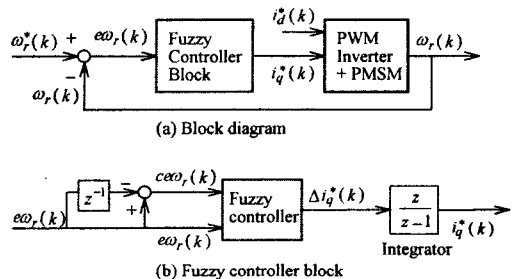 ω*r(k) + eωr(k) Fuzzy Controller Block i*d(k) i*q(k) PWM Inverter + PMSM ωr(k)
− ωr(k)
(a) Block diagram
z⁻¹ − + ceωr(k)
eωr(k) eωr(k) Fuzzy controller Δi*q(k) z/(z−1) i*q(k)
Integrator
(b) Fuzzy controller block